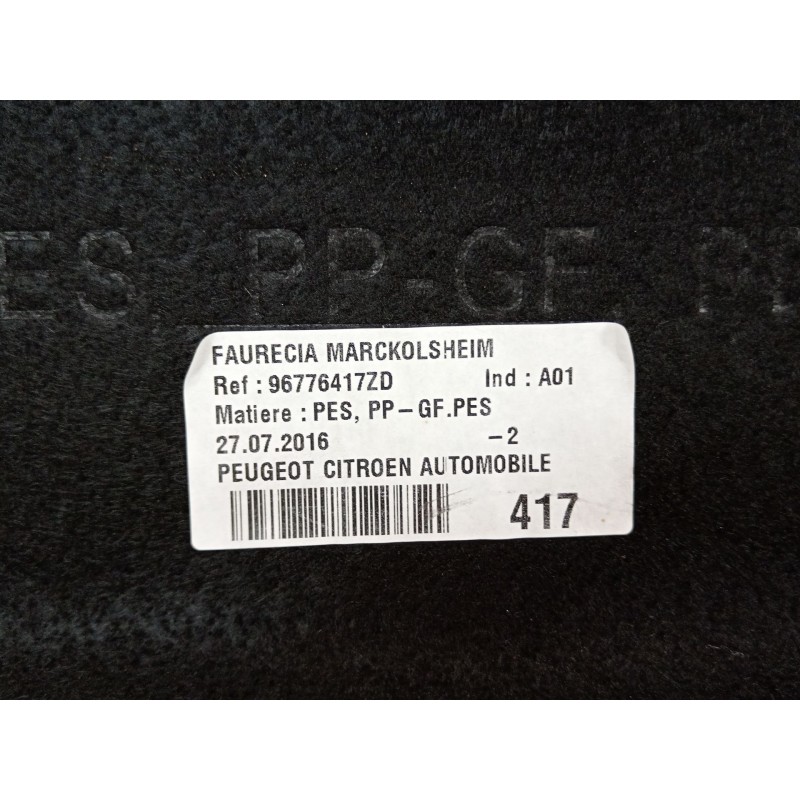 ES PP-GF. P
FAURECIA MARCKOLSHEIM
Ref : 96776417ZD Ind : A01
Matiere : PES, PP-GF.PES
27.07.2016 -2
PEUGEOT CITROEN AUTOMOBILE
417